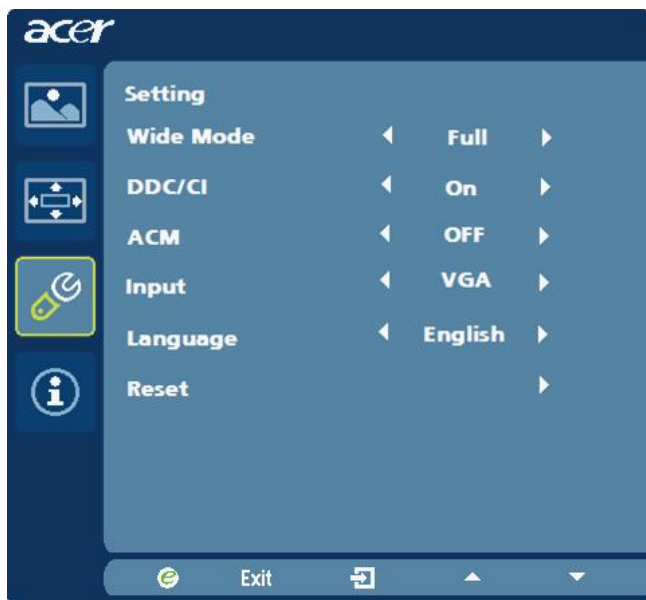 acer
Setting
Wide Mode Full
DDC/CI On
ACM OFF
Input VGA
Language English
Reset
e Exit